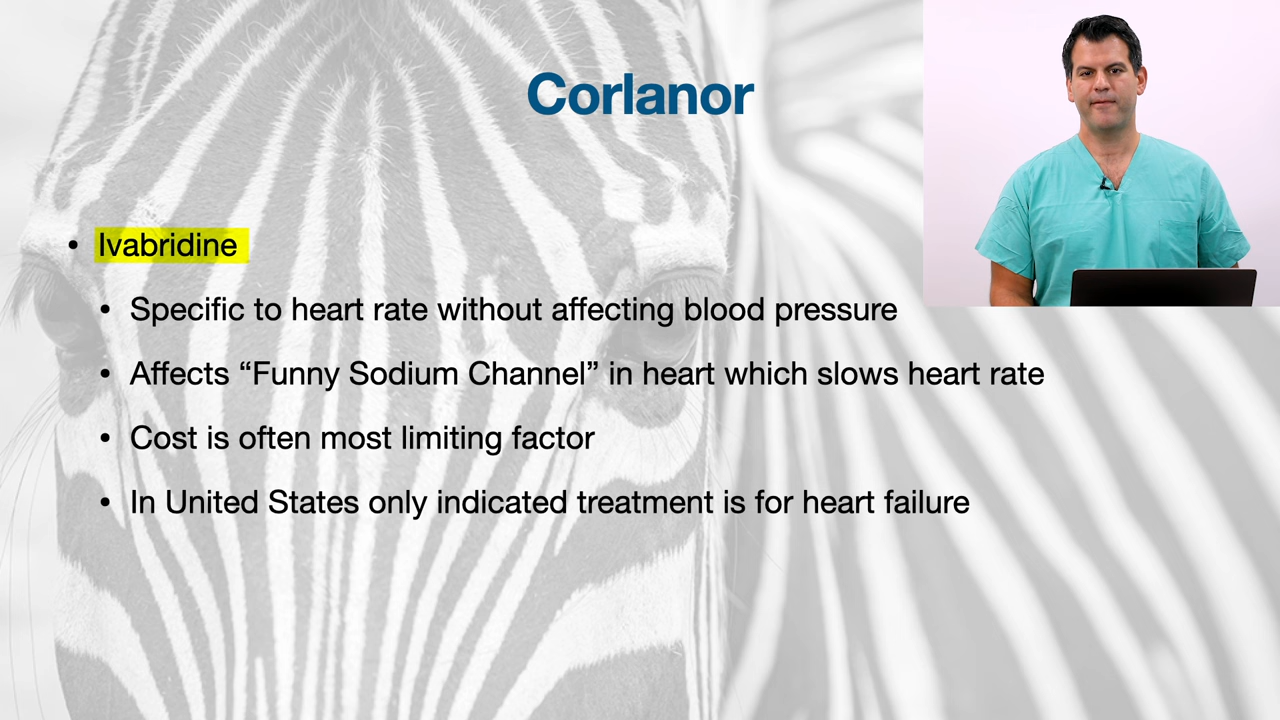 Corlanor
• Ivabridine
• Specific to heart rate without affecting blood pressure
• Affects “Funny Sodium Channel” in heart which slows heart rate
• Cost is often most limiting factor
• In United States only indicated treatment is for heart failure